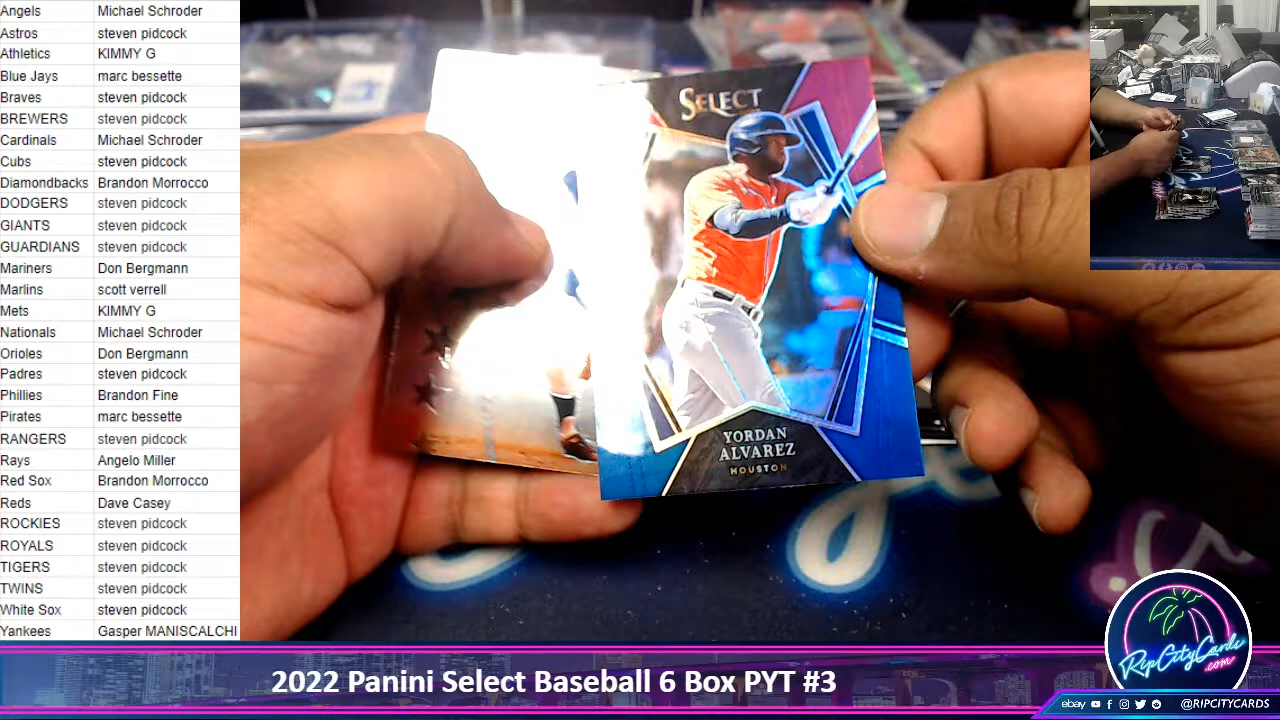 Angels Michael Schroder
Astros steven pidcock
Athletics KIMMY G
Blue Jays marc bessette
Braves steven pidcock
BREWERS steven pidcock
Cardinals Michael Schroder
Cubs steven pidcock
Diamondbacks Brandon Morrocco
DODGERS steven pidcock
GIANTS steven pidcock
GUARDIANS steven pidcock
Mariners Don Bergmann
Marlins scott verrell
Mets KIMMY G
Nationals Michael Schroder
Orioles Don Bergmann
Padres steven pidcock
Phillies Brandon Fine
Pirates marc bessette
RANGERS steven pidcock
Rays Angelo Miller
Red Sox Brandon Morrocco
Reds Dave Casey
ROCKIES steven pidcock
ROYALS steven pidcock
TIGERS steven pidcock
TWINS steven pidcock
White Sox steven pidcock
Yankees Gasper MANISCALCHI
SELECT
YORDAN
ALVAREZ
HOUSTON
RipCityCards
.com
2022 Panini Select Baseball 6 Box PYT #3
ebay @RIPCITYCARDS